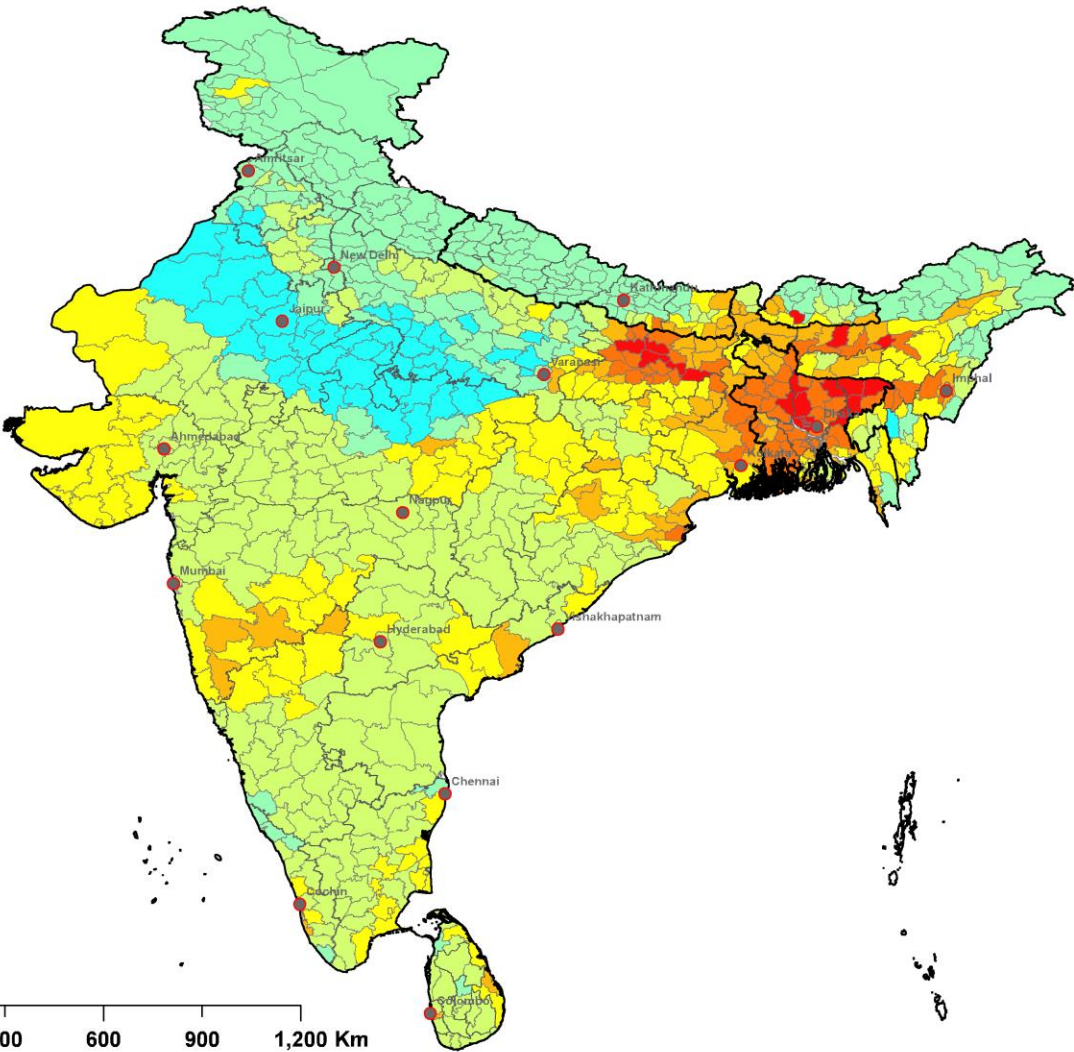 Amritsar
New Delhi
Jaipur
Kathmandu
Varanasi
Imphal
Dhaka
Ahmedabad
Kolkata
Nagpur
Mumbai
Vishakhapatnam
Hyderabad
Chennai
Cochin
Colombo
00 600 900 1,200 Km